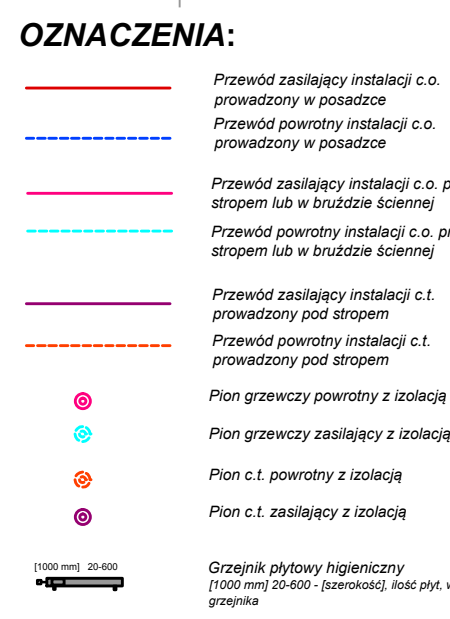 OZNACZENIA:
Przewód zasilający instalacji c.o.
prowadzony w posadzce
Przewód powrotny instalacji c.o.
prowadzony w posadzce
Przewód zasilający instalacji c.o.
stropem lub w bruździe ściennej
Przewód powrotny instalacji c.o.
stropem lub w bruździe ściennej
Przewód zasilający instalacji c.t.
prowadzony pod stropem
Przewód powrotny instalacji c.t.
prowadzony pod stropem
Pion grzewczy powrotny z izolacją
Pion grzewczy zasilający z izolacją
Pion c.t. powrotny z izolacją
Pion c.t. zasilający z izolacją
[1000 mm] 20-600
Grzejnik płytowy higieniczny
[1000 mm] 20-600 - [szerokość], ilość płyt,
grzejnika